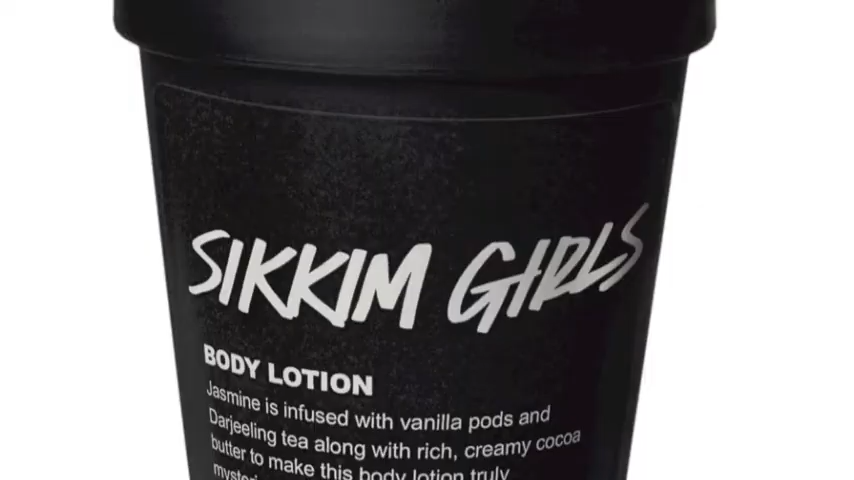 SIKKIM GIRLS
BODY LOTION
Jasmine is infused with vanilla pods and
Darjeeling tea along with rich, creamy cocoa
butter to make this body lotion truly